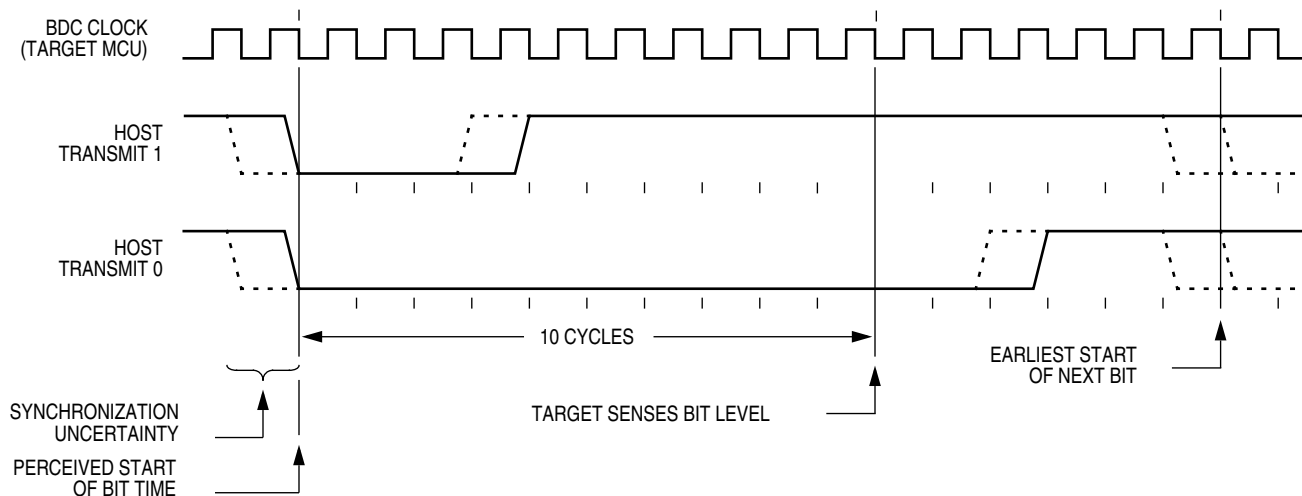 BDC CLOCK
(TARGET MCU)
HOST
TRANSMIT 1
HOST
TRANSMIT 0
10 CYCLES
EARLIEST START
OF NEXT BIT
TARGET SENSES BIT LEVEL
SYNCHRONIZATION
UNCERTAINTY
PERCEIVED START
OF BIT TIME